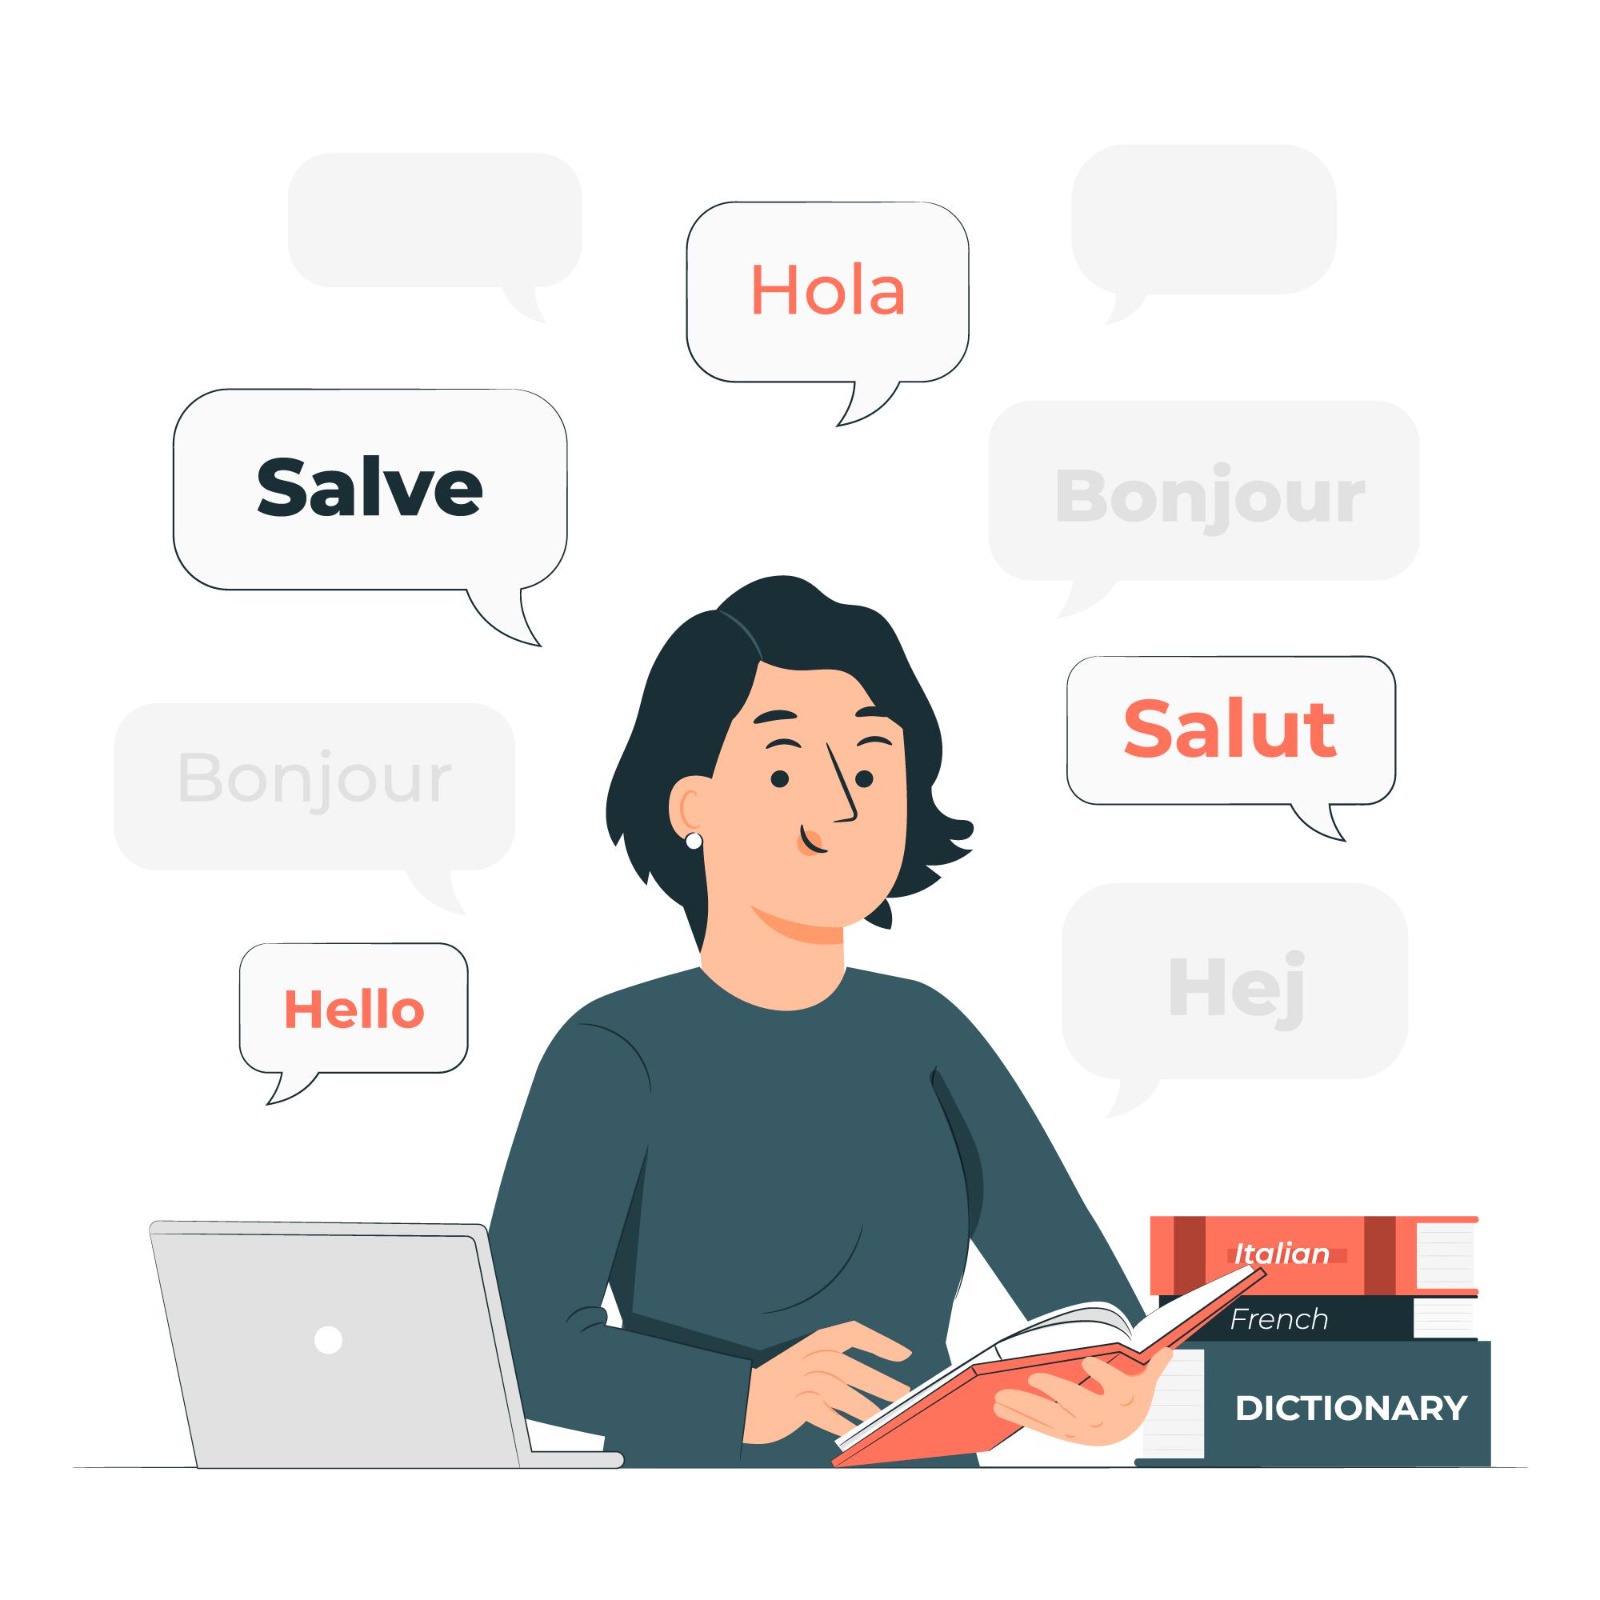 Hola
Salve
Bonjour
Salut
Bonjour
Hej
Hello
Italian
French
DICTIONARY